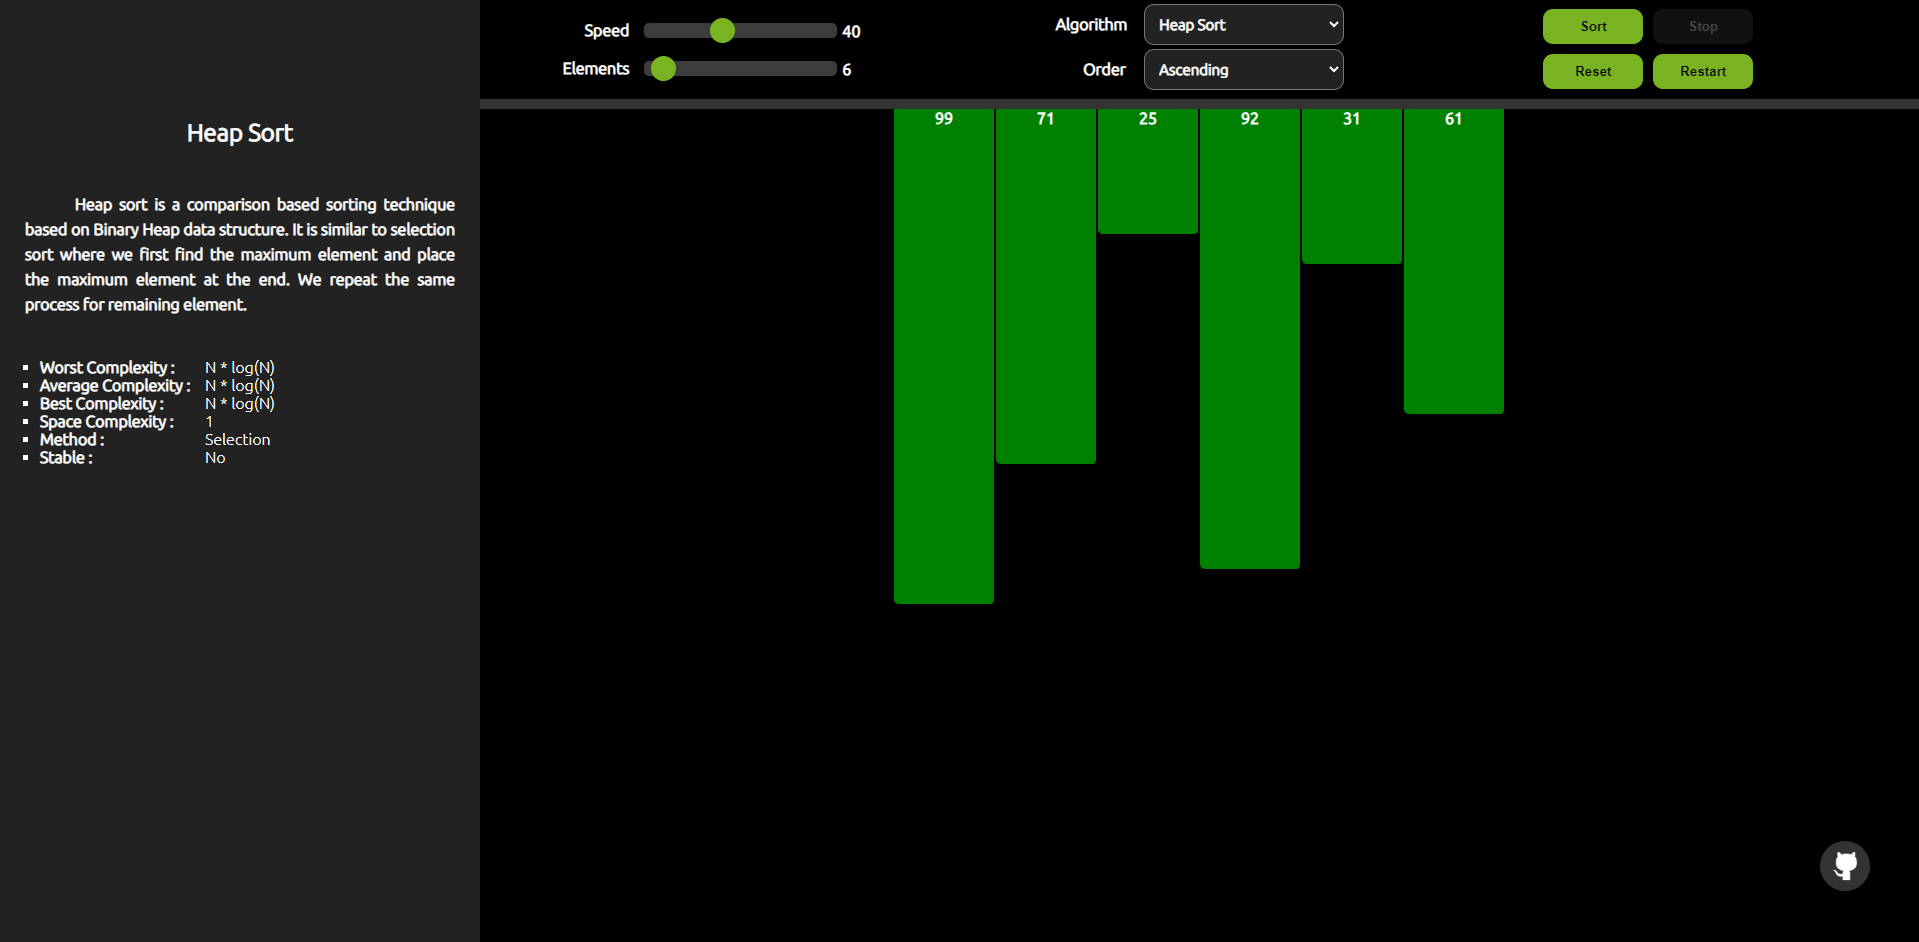 Speed 40
Elements 6
Algorithm Heap Sort
Order Ascending
Sort Stop
Reset Restart
Heap Sort
Heap sort is a comparison based sorting technique
based on Binary Heap data structure. It is similar to selection
sort where we first find the maximum element and place
the maximum element at the end. We repeat the same
process for remaining element.
Worst Complexity : N * log(N)
Average Complexity : N * log(N)
Best Complexity : N * log(N)
Space Complexity : 1
Method : Selection
Stable : No
99 71 25 92 31 61